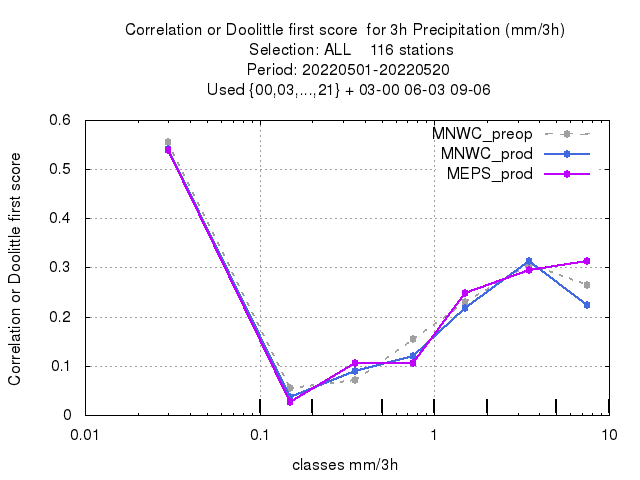 Correlation or Doolittle first score  for 3h Precipitation (mm/3h)
Selection: ALL    116 stations
Period: 20220501-20220520
Used {00,03,...,21} + 03-00 06-03 09-06
MNWC_preop
MNWC_prod
MEPS_prod
Correlation or Doolittle first score
0.6
0.5
0.4
0.3
0.2
0.1
0
0.01 0.1 1 10
classes mm/3h